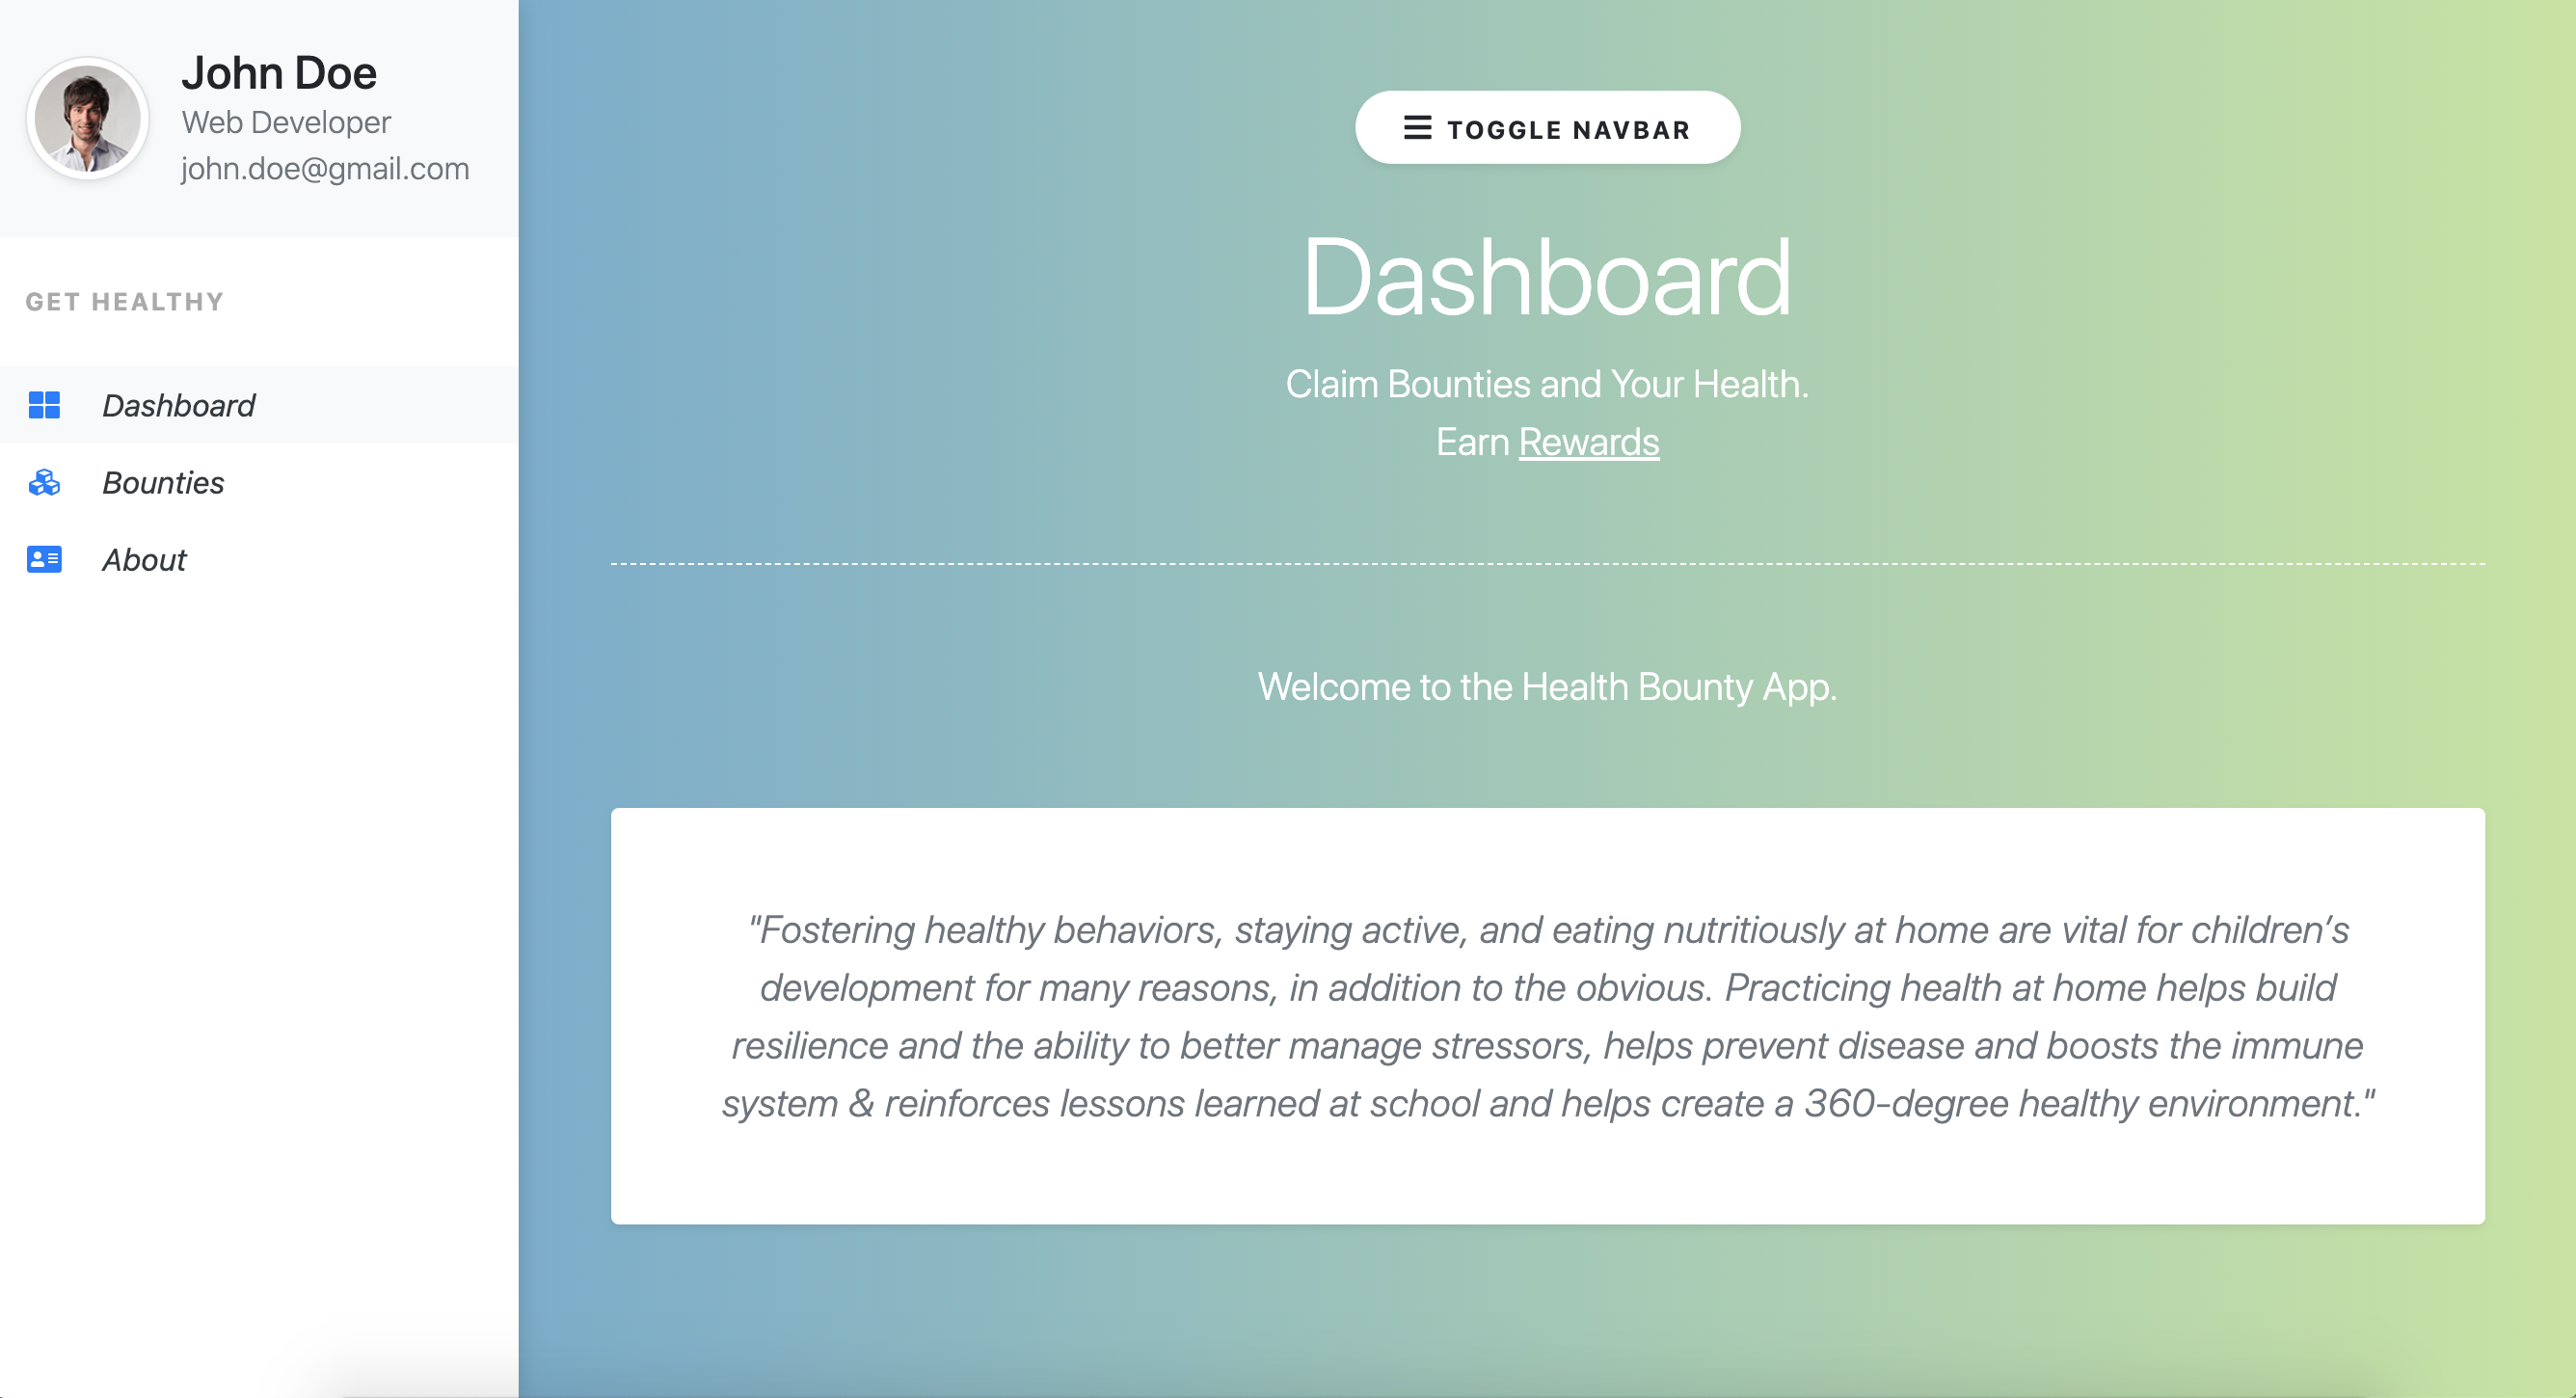 John Doe
Web Developer
john.doe@gmail.com
GET HEALTHY
Dashboard
Bounties
About
TOGGLE NAVBAR
Dashboard
Claim Bounties and Your Health.
Earn Rewards
Welcome to the Health Bounty App.
"Fostering healthy behaviors, staying active, and eating nutritiously at home are vital for children’s
development for many reasons, in addition to the obvious. Practicing health at home helps build
resilience and the ability to better manage stressors, helps prevent disease and boosts the immune
system & reinforces lessons learned at school and helps create a 360-degree healthy environment."